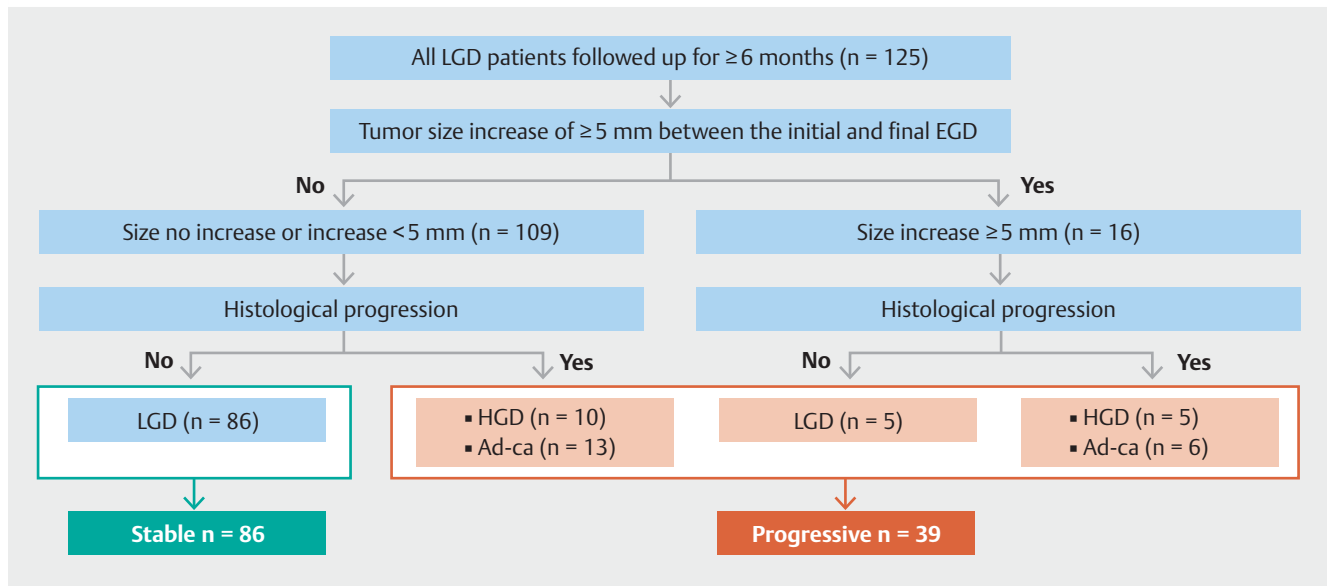 All LGD patients followed up for ≥6 months (n = 125)
Tumor size increase of ≥5 mm between the initial and final EGD
No
Yes
Size no increase or increase <5 mm (n = 109)
Size increase ≥5 mm (n = 16)
Histological progression
Histological progression
No
Yes
No
Yes
LGD (n = 86)
▪ HGD (n = 10)
▪ Ad-ca (n = 13)
LGD (n = 5)
▪ HGD (n = 5)
▪ Ad-ca (n = 6)
Stable n = 86
Progressive n = 39